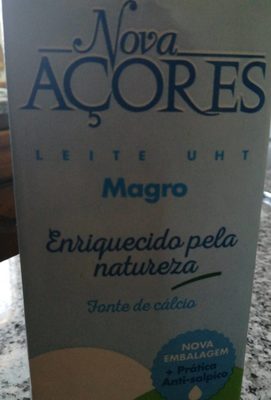 Nova
AÇORES
LEITE UHT
Magro
Enriquecido pela
natureza
Fonte de cálcio
NOVA
EMBALAGEM
+ Prática
Anti-salpico